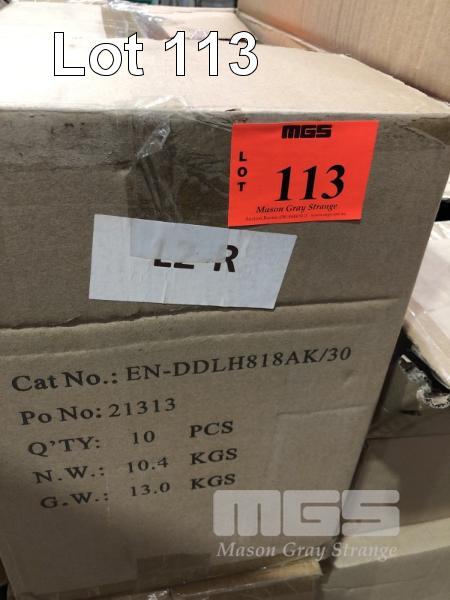 Lot 113
MGS
LOT
113
Mason Gray Strange
Cat No.: EN-DDLH818AK/30
Po No: 21313
Q'TY: 10 PCS
N.W.: 10.4 KGS
G.W.: 13.0 KGS
MGS
Mason Gray Strange